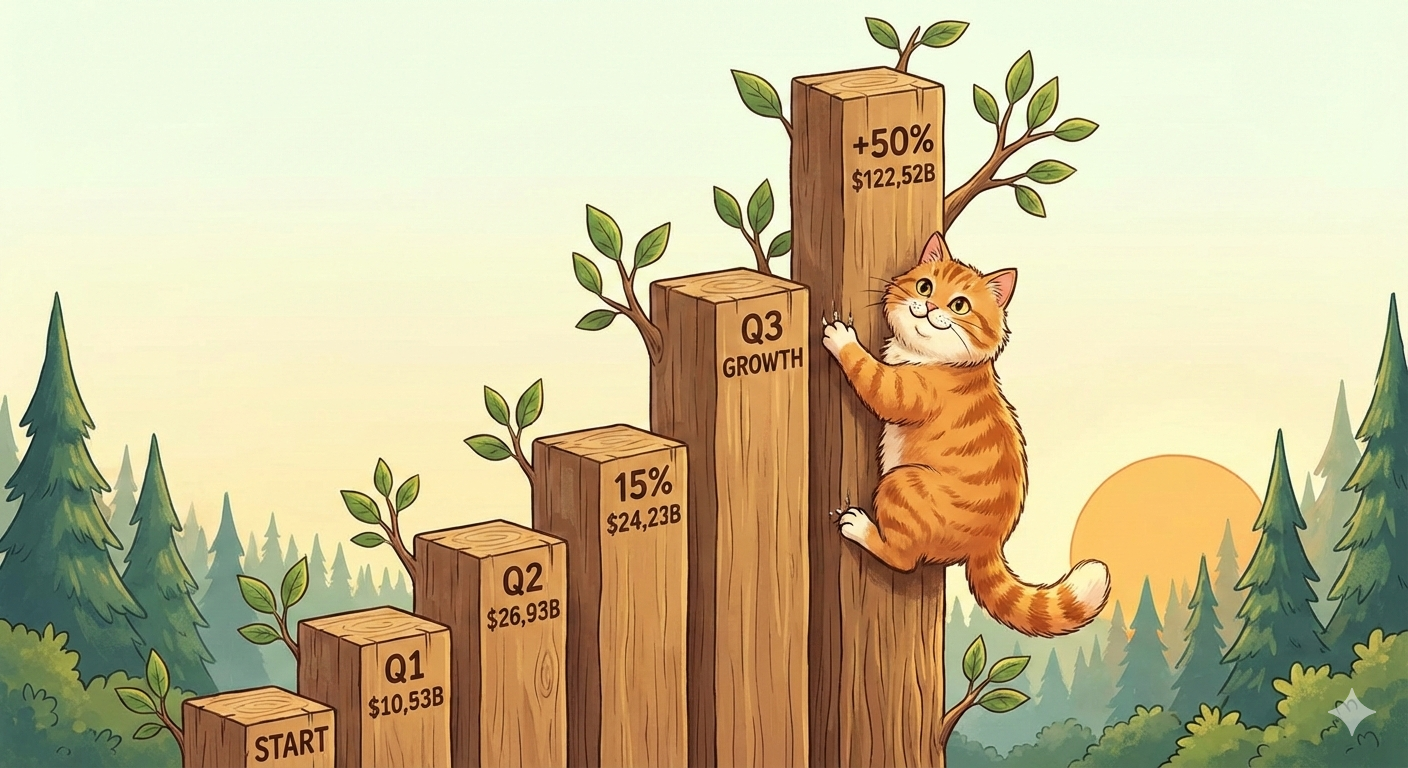 START
Q1
$10,53B
Q2
$26,93B
15%
$24,23B
Q3
GROWTH
+50%
$122,52B